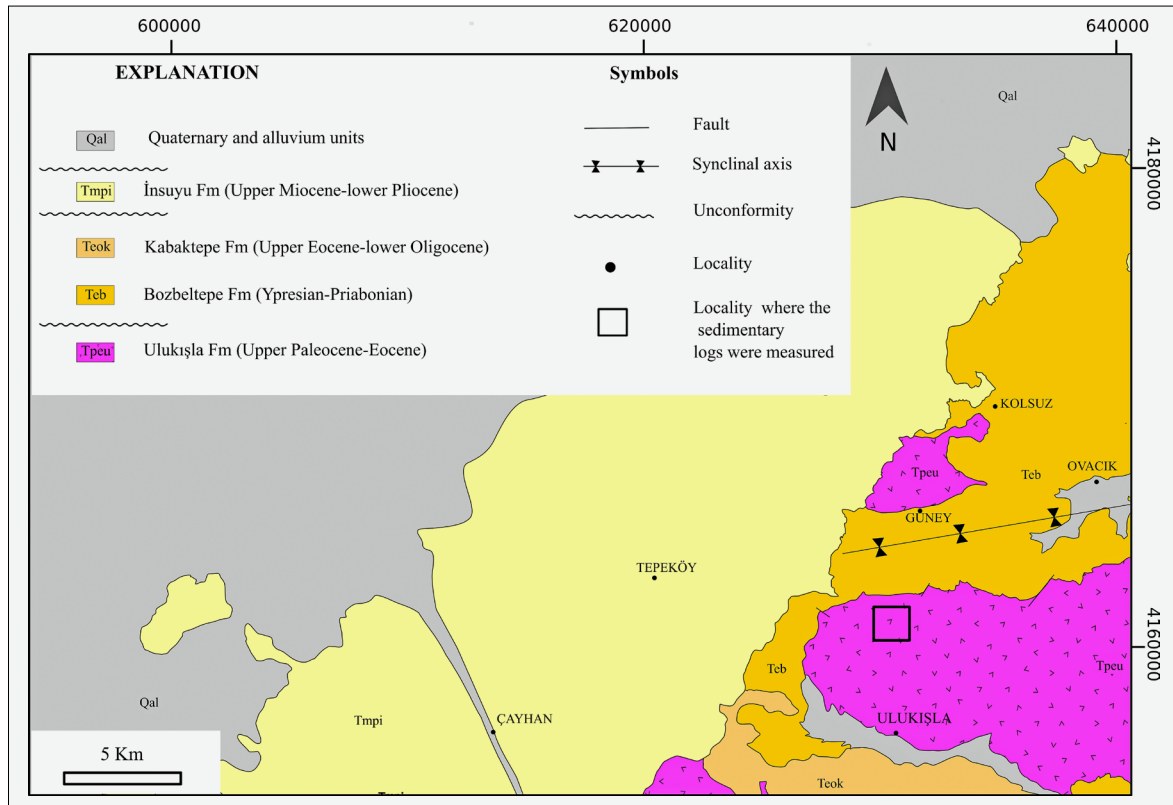 600000
620000
640000
EXPLANATION
Symbols
Qal
Quaternary and alluvium units
Tmpi
İnsuyu Fm (Upper Miocene-lower Pliocene)
Teok
Kabaktepe Fm (Upper Eocene-lower Oligocene)
Teb
Bozbeltepe Fm (Ypresian-Priabonian)
Tpeu
Ulukışla Fm (Upper Paleocene-Eocene)
Fault
Synclinal axis
Unconformity
Locality
Locality where the
sedimentary
logs were measured
N
Qal
4180000
KOLSUZ
Tpeu
Teb
OVACIK
GÜNEY
TEPEKÖY
4160000
Teb
Tpeu
Qal
Tmpi
ÇAYHAN
ULUKIŞLA
5 Km
Teok